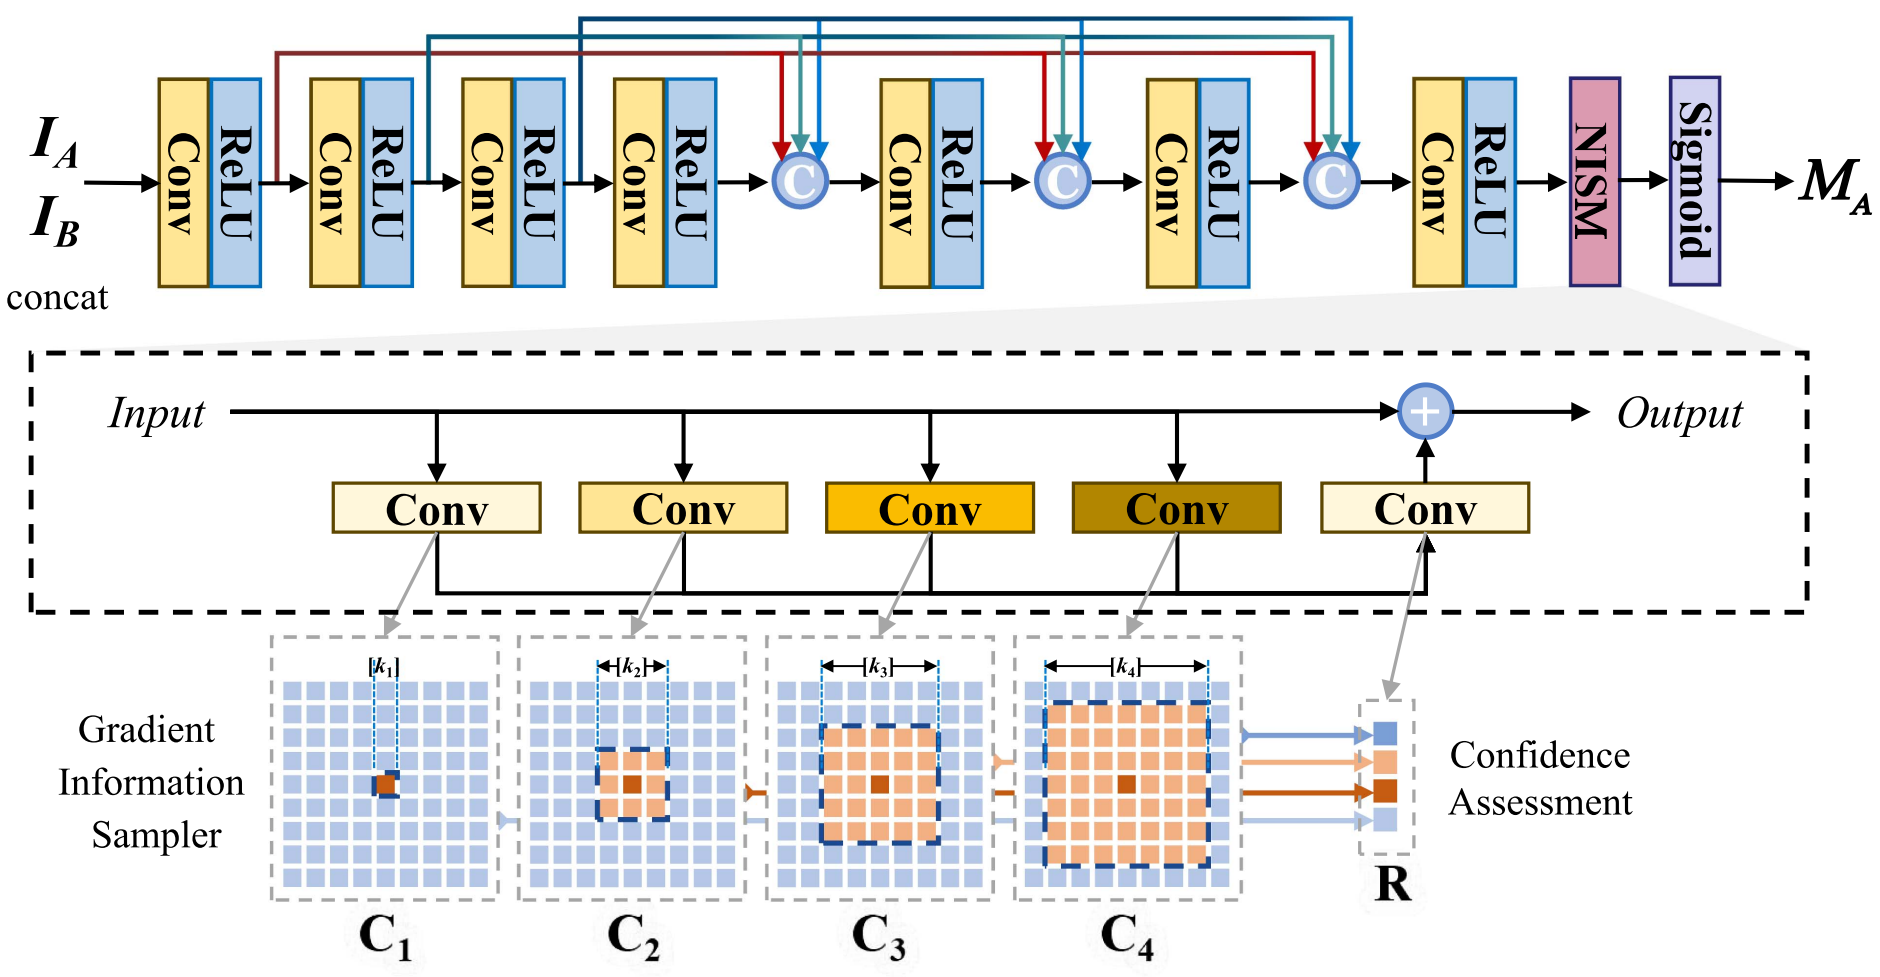 I_A
I_B
concat
Conv
ReLU
Conv
ReLU
Conv
ReLU
Conv
ReLU
C
Conv
ReLU
C
Conv
ReLU
C
Conv
ReLU
NISM
Sigmoid
M_A
Input
+
Output
Conv
Conv
Conv
Conv
Conv
[k_1]
[k_2]
[k_3]
[k_4]
Gradient
Information
Sampler
Confidence
Assessment
C_1
C_2
C_3
C_4
R